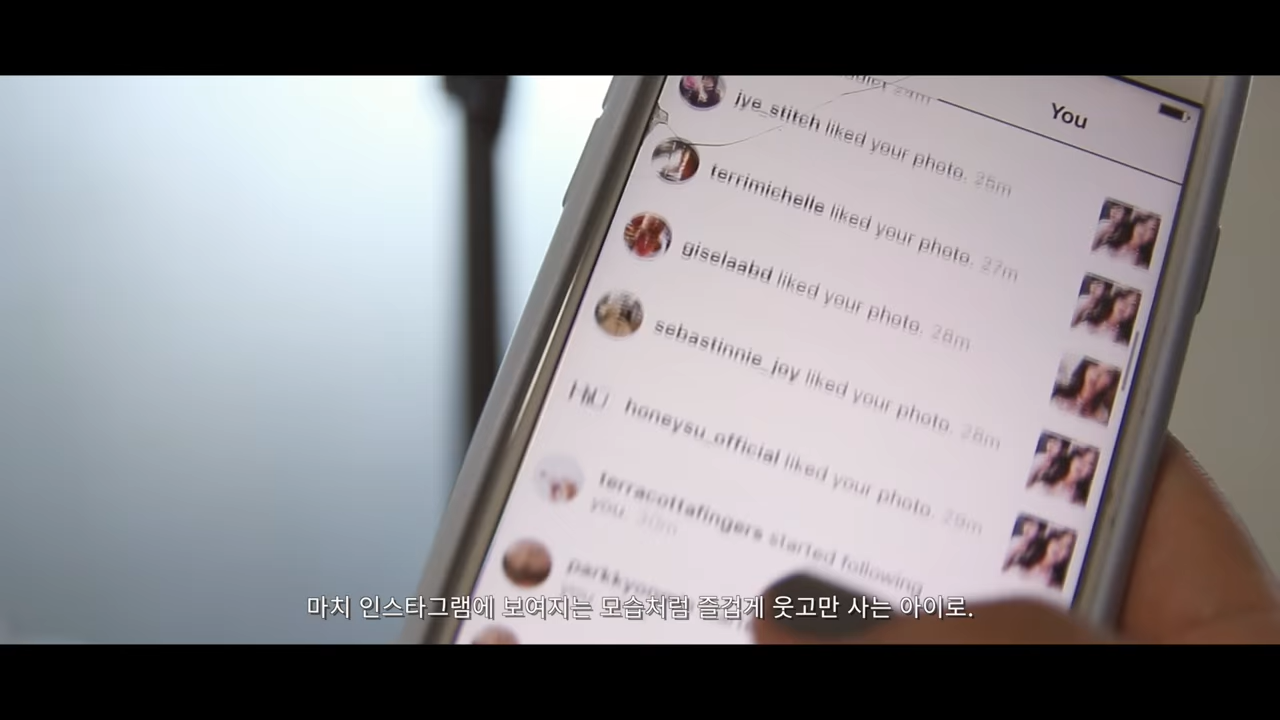 You
jye_stitch liked your photo. 25m
terrimichelle liked your photo. 27m
giselaabd liked your photo. 28m
sebastinnie_joy liked your photo. 28m
honeysu_official liked your photo. 29m
terracottafingers started following
you. 30m
마치 인스타그램에 보여지는 모습처럼 즐겁게 웃고만 사는 아이로.